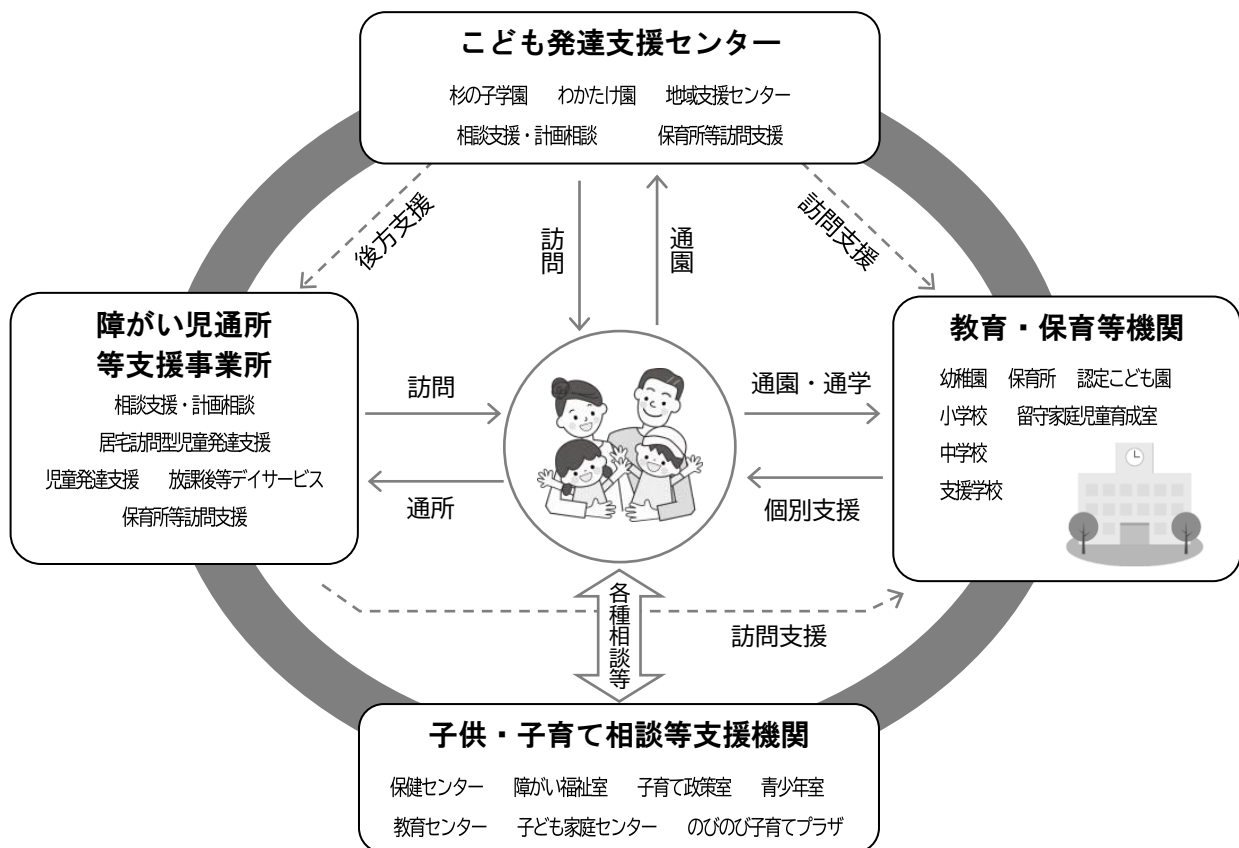 こども発達支援センター
杉の子学園 わかたけ園 地域支援センター
相談支援・計画相談 保育所等訪問支援
後方支援
訪問
通園
訪問支援
障がい児通所
等支援事業所
相談支援・計画相談
居宅訪問型児童発達支援
児童発達支援 放課後等デイサービス
保育所等訪問支援
訪問
通所
通園・通学
個別支援
教育・保育等機関
幼稚園 保育所 認定こども園
小学校 留守家庭児童育成室
中学校
支援学校
各種相談等
訪問支援
子供・子育て相談等支援機関
保健センター 障がい福祉室 子育て政策室 青少年室
教育センター 子ども家庭センター のびのび子育てプラザ